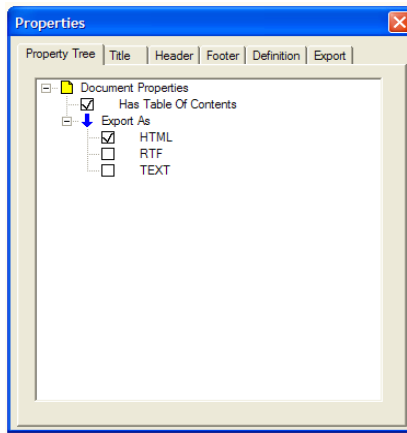 Properties
Property Tree Title Header Footer Definition Export
Document Properties
Has Table Of Contents
Export As
HTML
RTF
TEXT